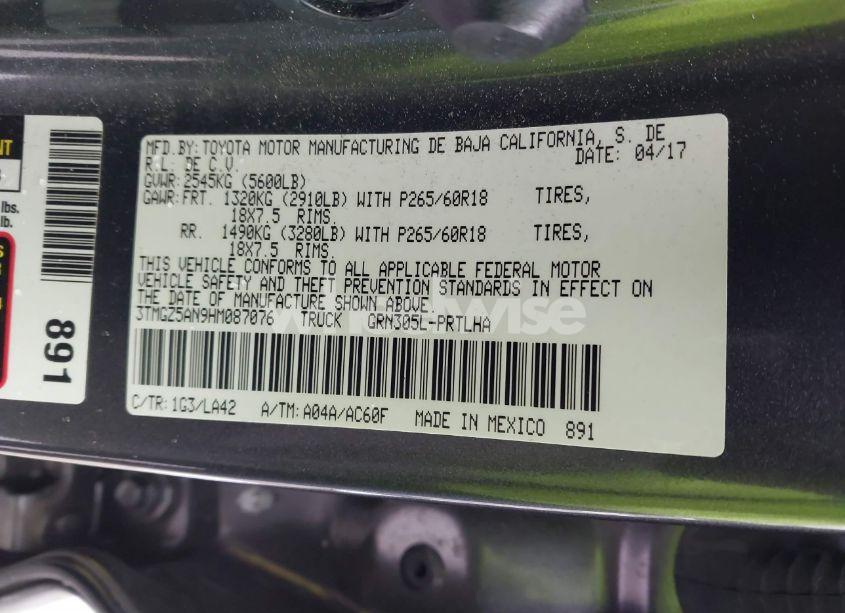 MFD.BY:TOYOTA MOTOR MANUFACTURING DE BAJA CALIFORNIA, S. DE
R.L. DE C.V. DATE: 04/17
GVWR:2545KG (5600LB)
GAWR:FRT. 1320KG (2910LB) WITH P265/60R18 TIRES,
18X7.5 RIMS.
RR. 1490KG (3280LB) WITH P265/60R18 TIRES,
18X7.5 RIMS.
THIS VEHICLE CONFORMS TO ALL APPLICABLE FEDERAL MOTOR
VEHICLE SAFETY AND THEFT PREVENTION STANDARDS IN EFFECT ON
THE DATE OF MANUFACTURE SHOWN ABOVE.
3TMGZ5AN9HM087076 TRUCK GRN305L-PRTLHA
C/TR:1G3/LA42 A/TM:A04A/AC60F MADE IN MEXICO 891
891
NT
lbs.
lb.